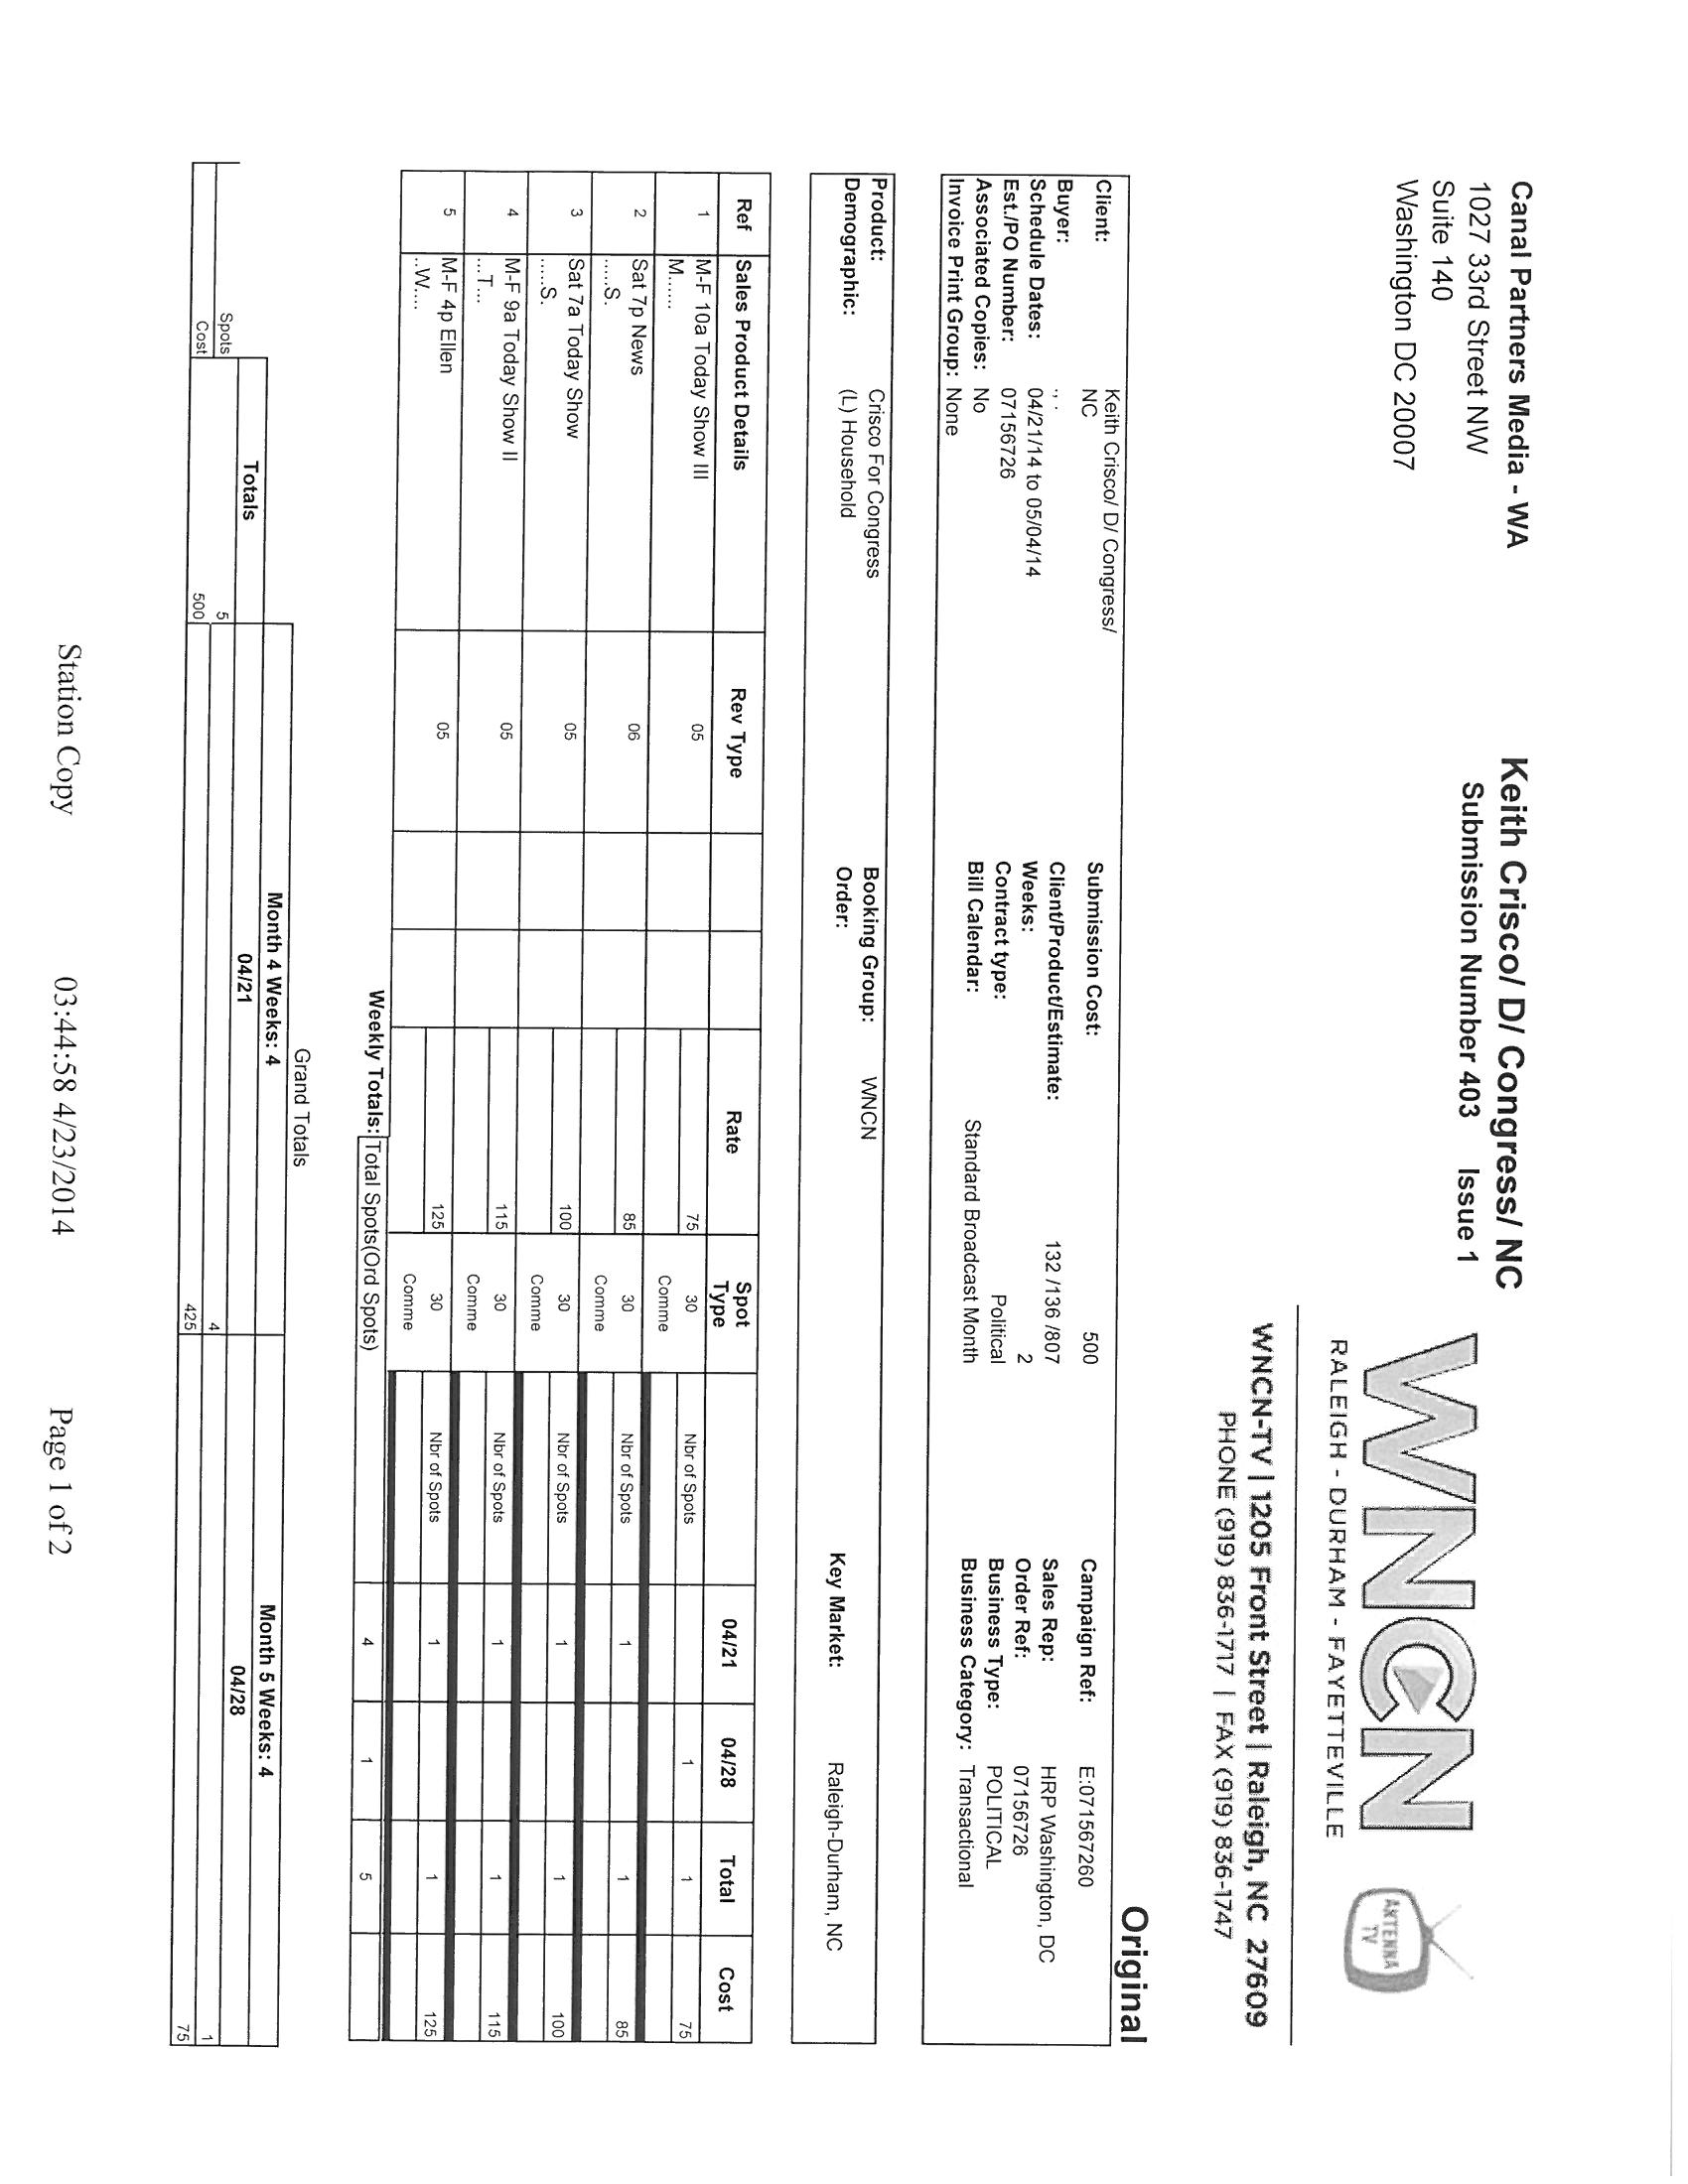 Canal Partners Media - WA
1027 33rd Street NW
Suite 140
Washington DC 20007
Keith Crisco/ D/ Congress/ NC
Submission Number 403 Issue 1
WNCN
RALEIGH - DURHAM - FAYETTEVILLE
ANTENNA
TV
WNCN-TV | 1205 Front Street | Raleigh, NC 27609
PHONE (919) 836-1717 | FAX (919) 836-1747
Original
Client: Keith Crisco/ D/ Congress/ Submission Cost: 500 Campaign Ref: E:071567260
NC
Buyer: ., . Client/Product/Estimate: 132 /136 /807 Sales Rep: HRP Washington, DC
Schedule Dates: 04/21/14 to 05/04/14 Weeks: 2 Order Ref: 07156726
Est./PO Number: 07156726 Contract type: Political Business Type: POLITICAL
Associated Copies: No Bill Calendar: Standard Broadcast Month Business Category: Transactional
Invoice Print Group: None
Product: Crisco For Congress Booking Group: WNCN
Demographic: (L) Household Order: Key Market: Raleigh-Durham, NC
Ref Sales Product Details Rev Type Rate Spot Type 04/21 04/28 Total Cost
1 M-F 10a Today Show III 05 75 30 Nbr of Spots 1 1 75
M...... Comme
2 Sat 7p News 06 85 30 Nbr of Spots 1 1 85
.....S. Comme
3 Sat 7a Today Show 05 100 30 Nbr of Spots 1 1 100
.....S. Comme
4 M-F 9a Today Show II 05 115 30 Nbr of Spots 1 1 115
...T... Comme
5 M-F 4p Ellen 05 125 30 Nbr of Spots 1 1 125
..W.... Comme
Weekly Totals: Total Spots(Ord Spots) 4 1 5
Grand Totals
Month 4 Weeks: 4 Month 5 Weeks: 4
Totals 04/21 04/28
Spots 5 4 1
Cost 500 425 75
Station Copy 03:44:58 4/23/2014 Page 1 of 2